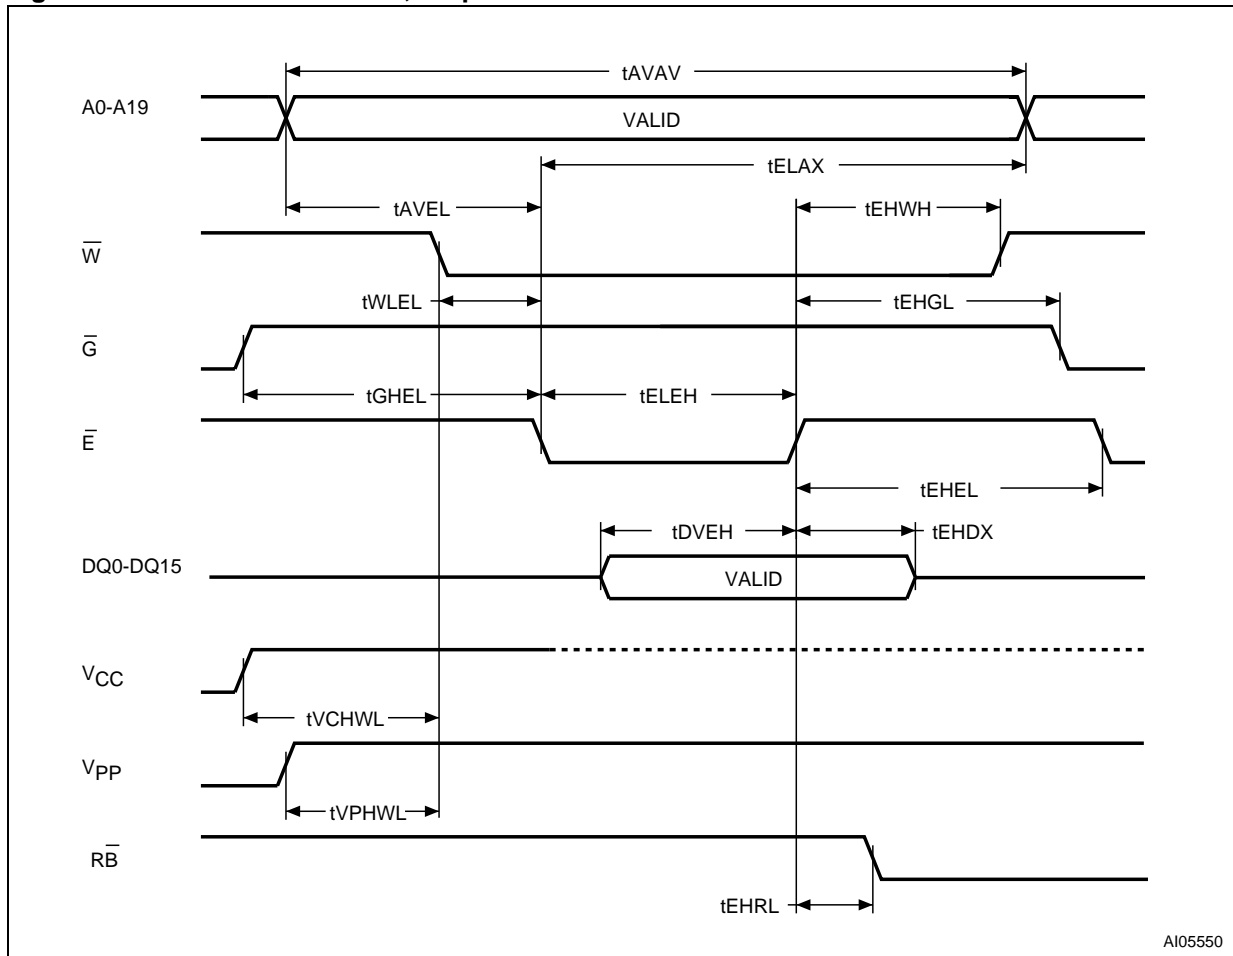 tAVAV
A0-A19
VALID
tELAX
tAVEL
tEHWH
W
tWLEL
tEHGL
G
tGHEL
tELEH
E
tEHEL
tDVEH
tEHDX
DQ0-DQ15
VALID
VCC
tVCHWL
VPP
tVPHWL
RB
tEHRL
AI05550